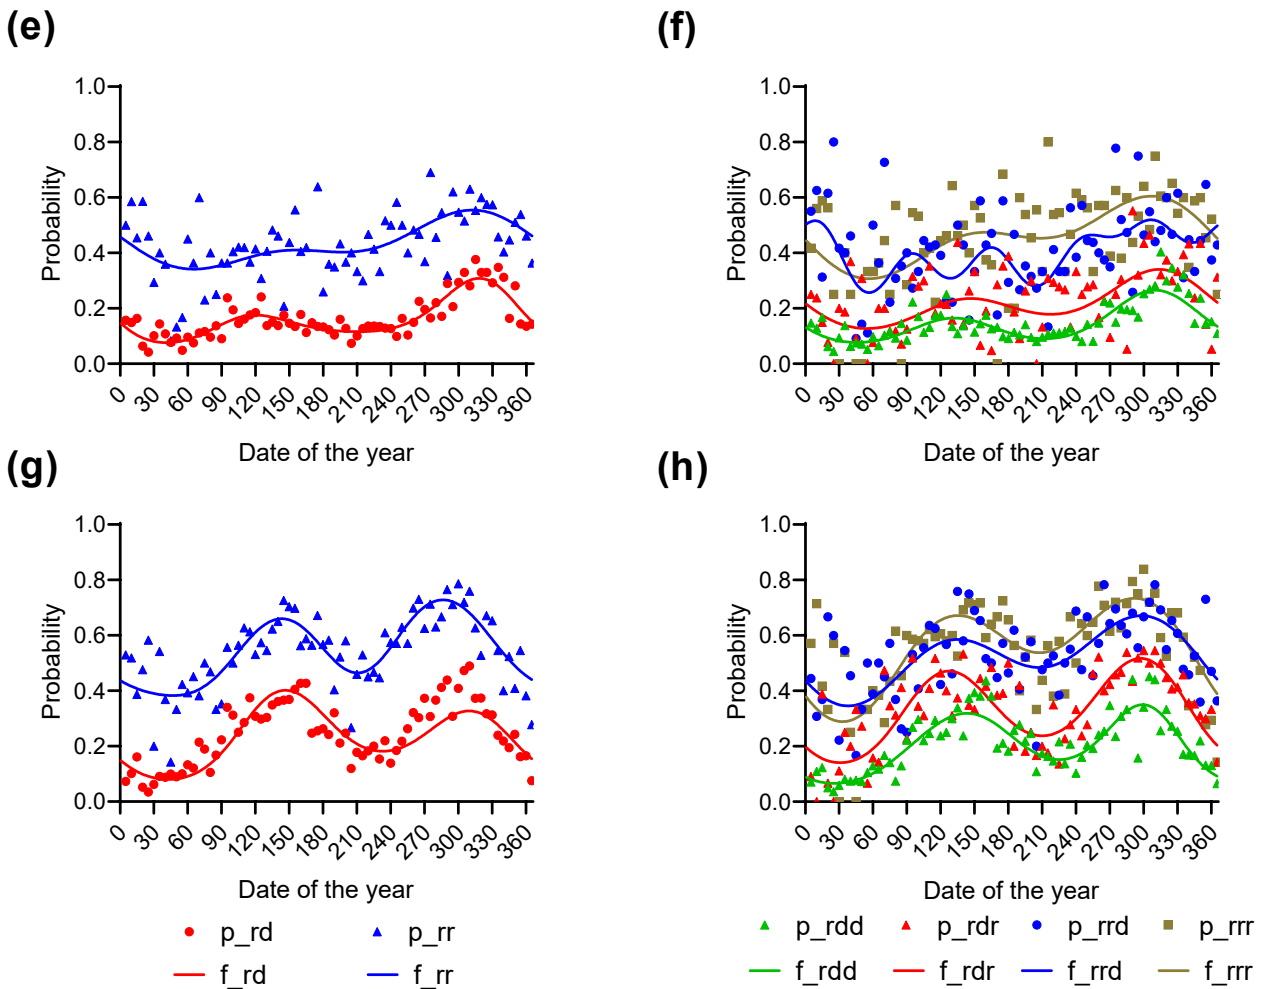 (e)
1.0
0.8
0.6
0.4
0.2
0.0
Probability
0 30 60 90 120 150 180 210 240 270 300 330 360
Date of the year
(f)
1.0
0.8
0.6
0.4
0.2
0.0
Probability
0 30 60 90 120 150 180 210 240 270 300 330 360
Date of the year
(g)
1.0
0.8
0.6
0.4
0.2
0.0
Probability
0 30 60 90 120 150 180 210 240 270 300 330 360
Date of the year
p_rd p_rr
f_rd f_rr
(h)
1.0
0.8
0.6
0.4
0.2
0.0
Probability
0 30 60 90 120 150 180 210 240 270 300 330 360
Date of the year
p_rdd p_rdr p_rrd p_rrr
f_rdd f_rdr f_rrd f_rrr